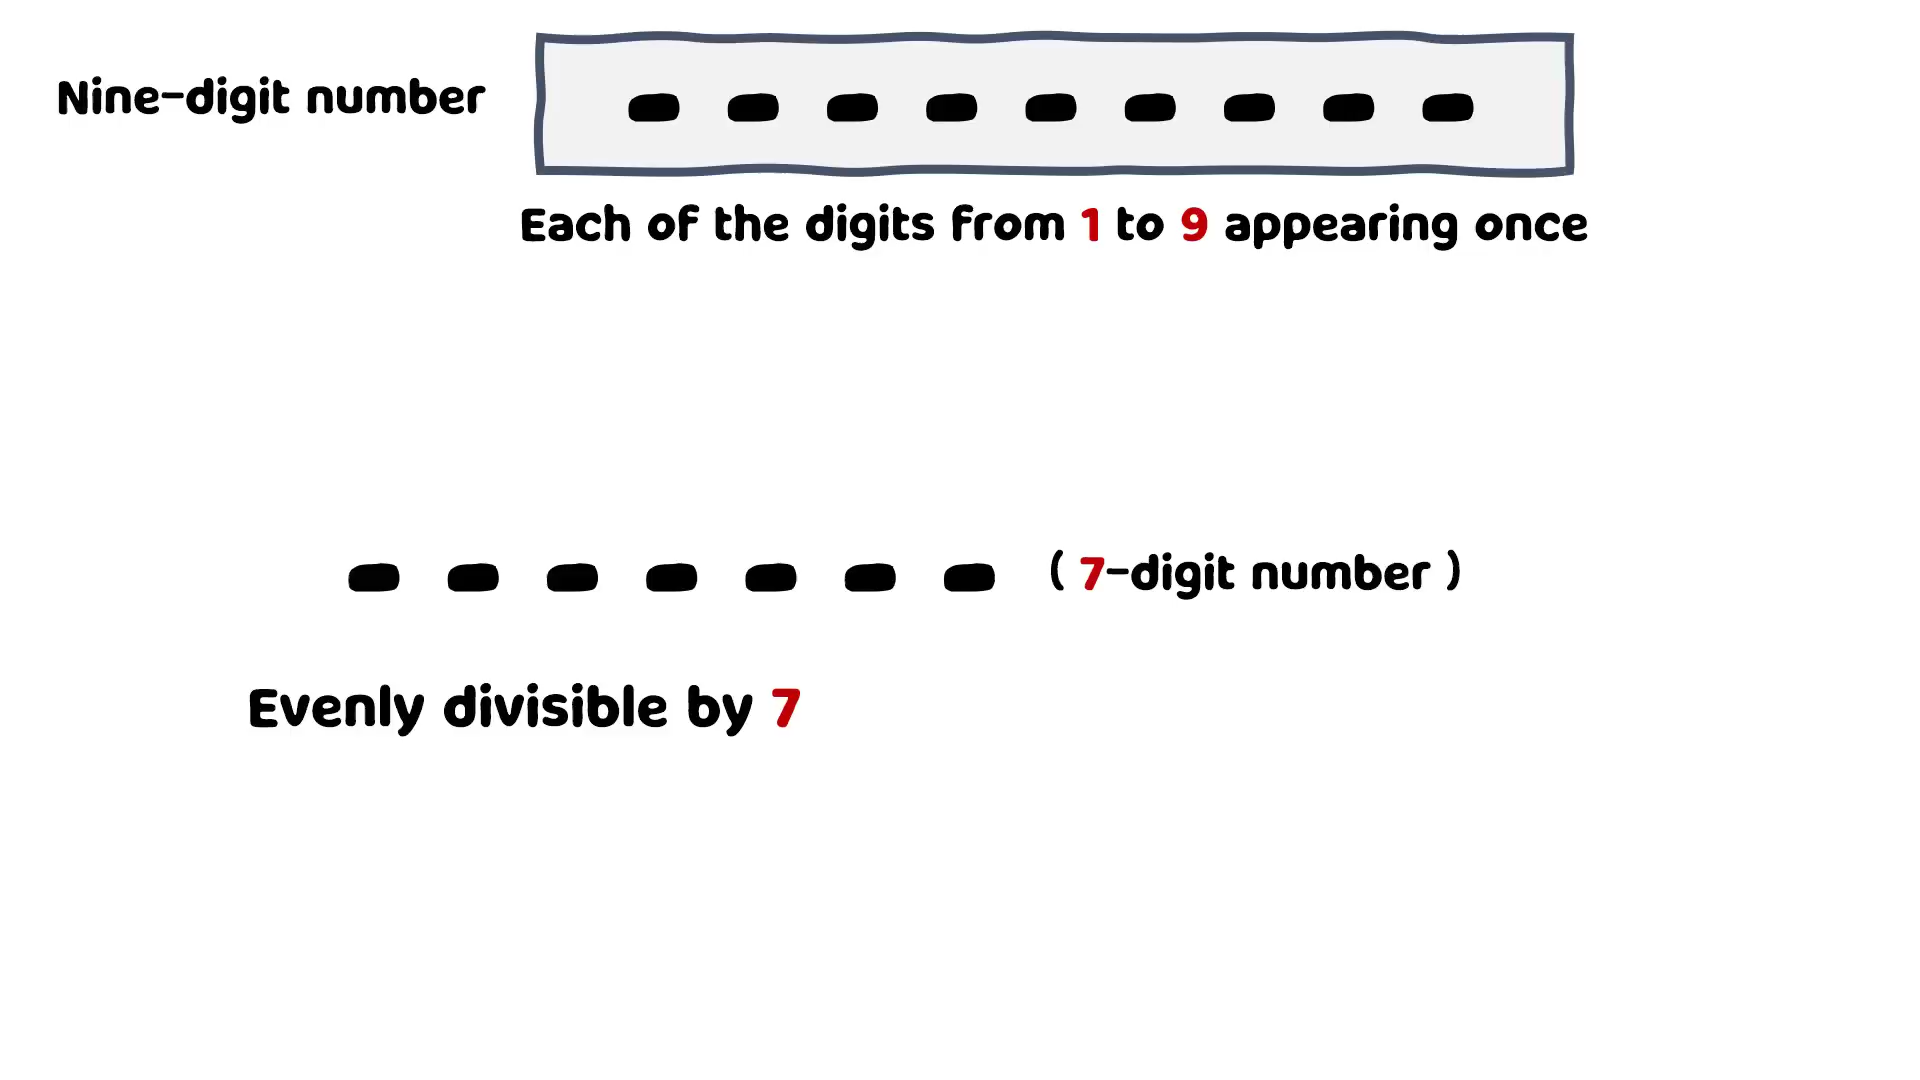 Nine-digit number
Each of the digits from 1 to 9 appearing once
( 7-digit number )
Evenly divisible by 7